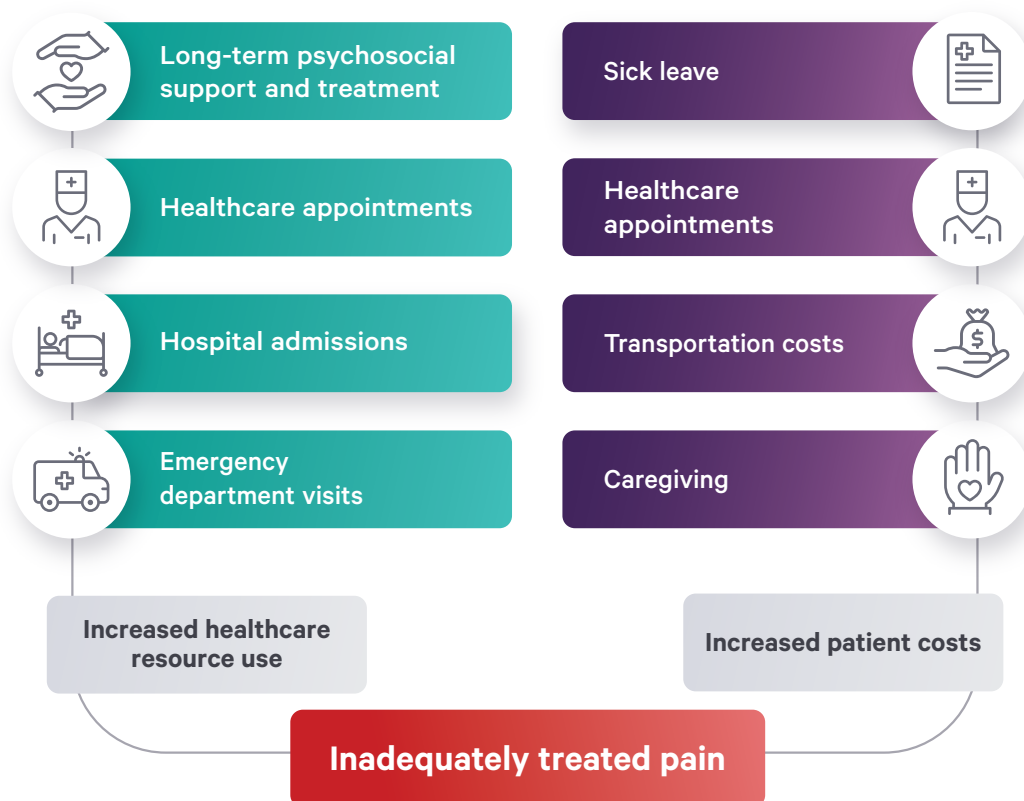 Long-term psychosocial
support and treatment
Healthcare appointments
Hospital admissions
Emergency
department visits
Increased healthcare
resource use
Sick leave
Healthcare
appointments
Transportation costs
$
Caregiving
Increased patient costs
Inadequately treated pain